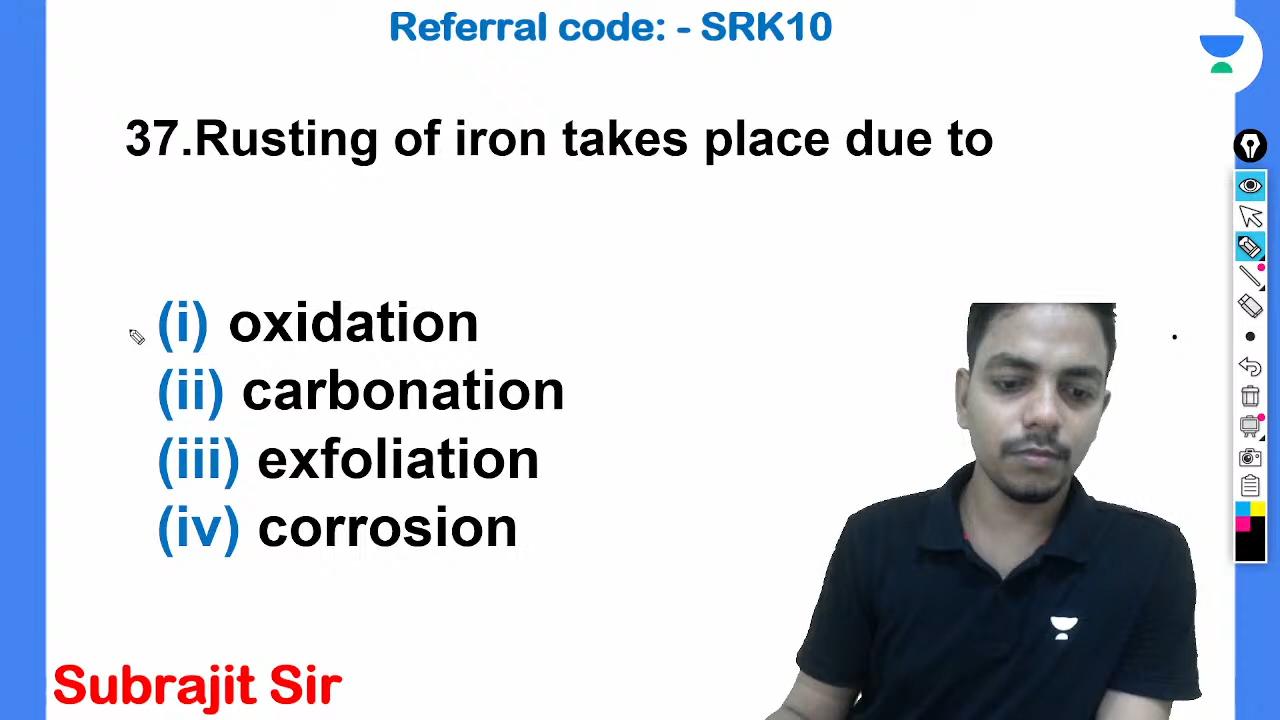 Referral code: - SRK10
37.Rusting of iron takes place due to
(i) oxidation
(ii) carbonation
(iii) exfoliation
(iv) corrosion
Subrajit Sir